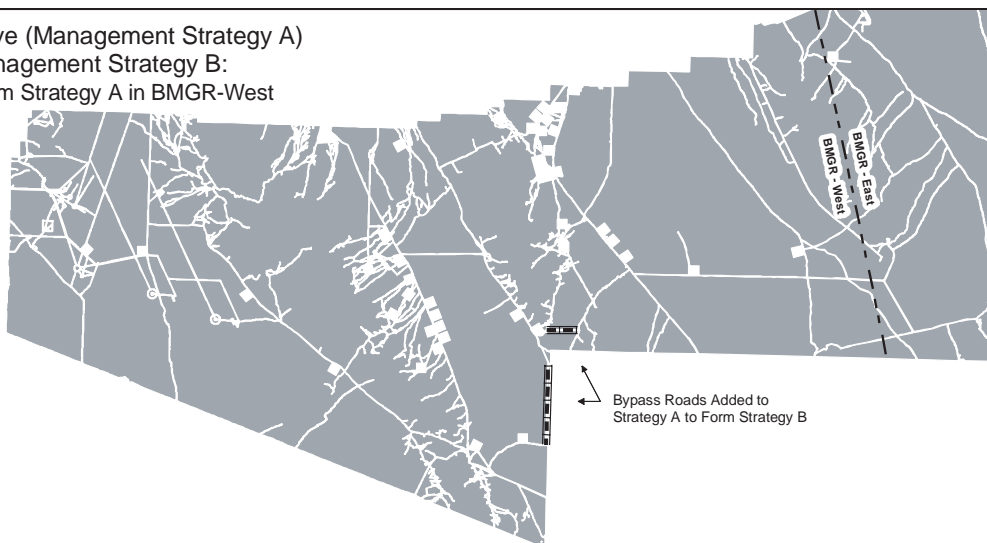 ve (Management Strategy A)
nagement Strategy B:
m Strategy A in BMGR-West
BMGR - West
BMGR - East
Bypass Roads Added to
Strategy A to Form Strategy B